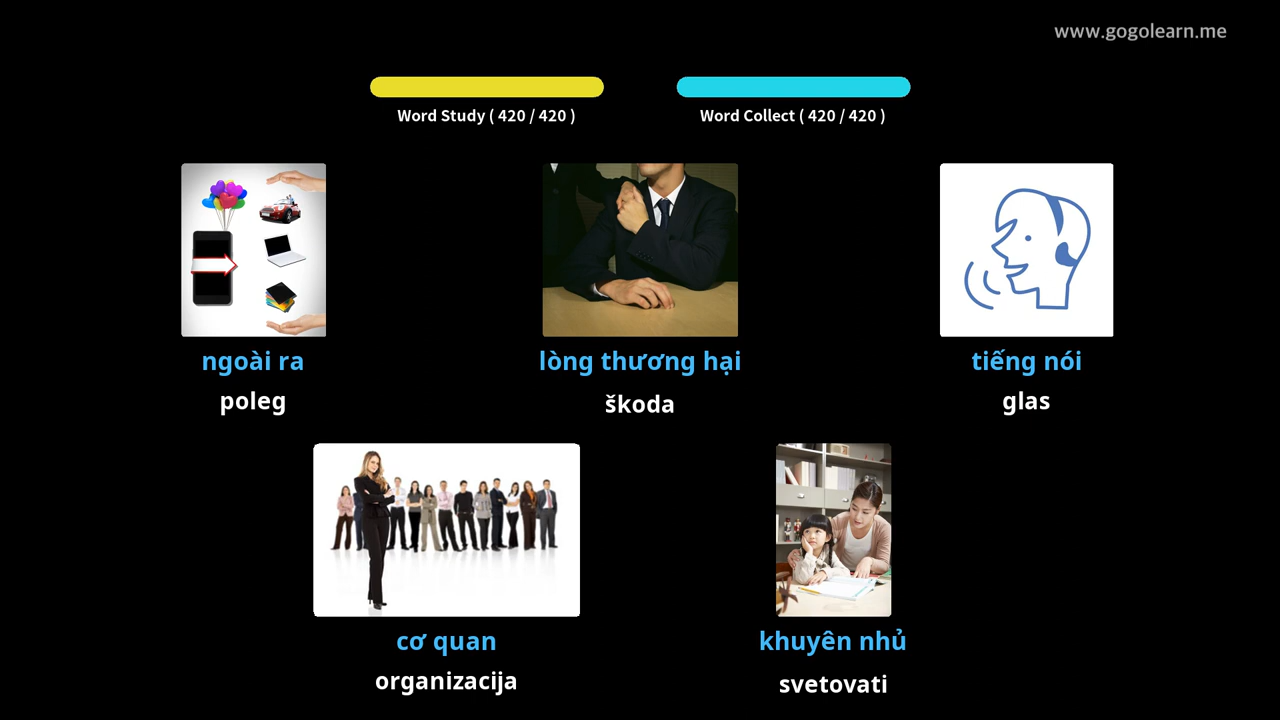 www.gogolearn.me
Word Study ( 420 / 420 )
Word Collect ( 420 / 420 )
ngoài ra
poleg
lòng thương hại
škoda
tiếng nói
glas
cơ quan
organizacija
khuyên nhủ
svetovati